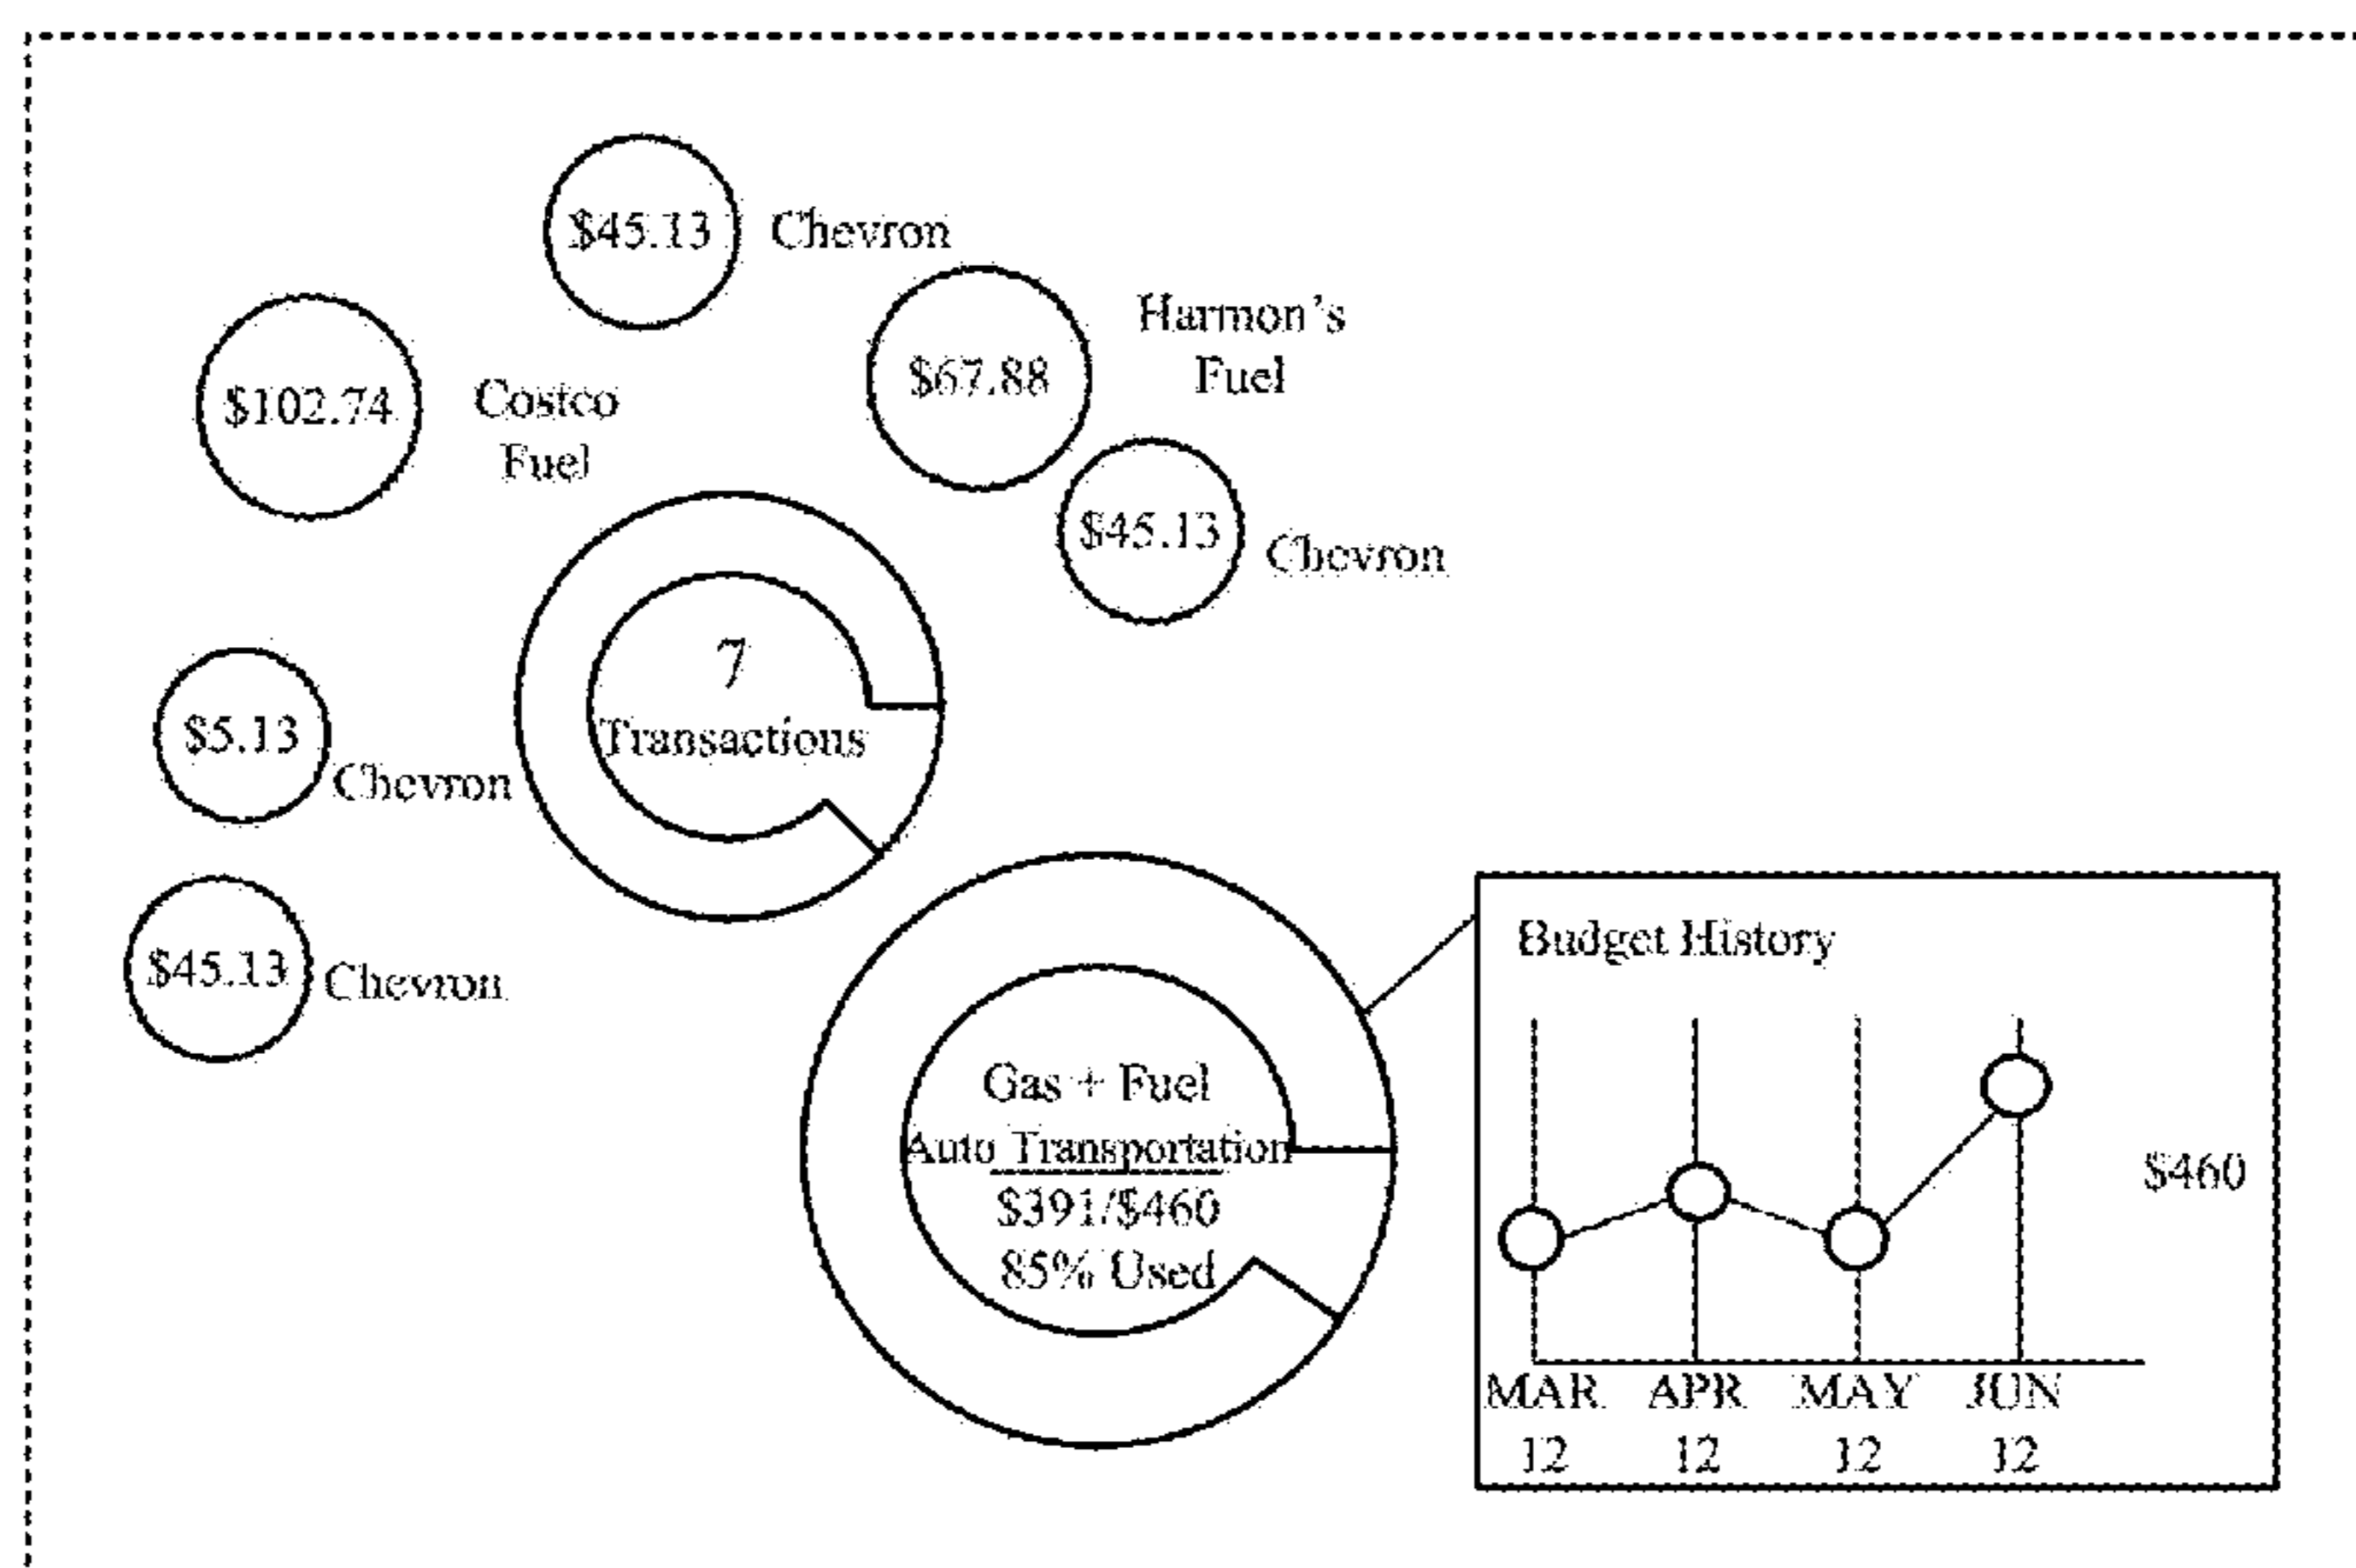 $45.13 Chevron
$102.74
Costco
Fuel
$67.88
Harmon's
Fuel
$45.13 Chevron
7
Transactions
$5.13 Chevron
$45.13 Chevron
Gas + Fuel
Auto Transportation
$391/$460
85% Used
Budget History
$460
MAR APR MAY JUN
12 12 12 12